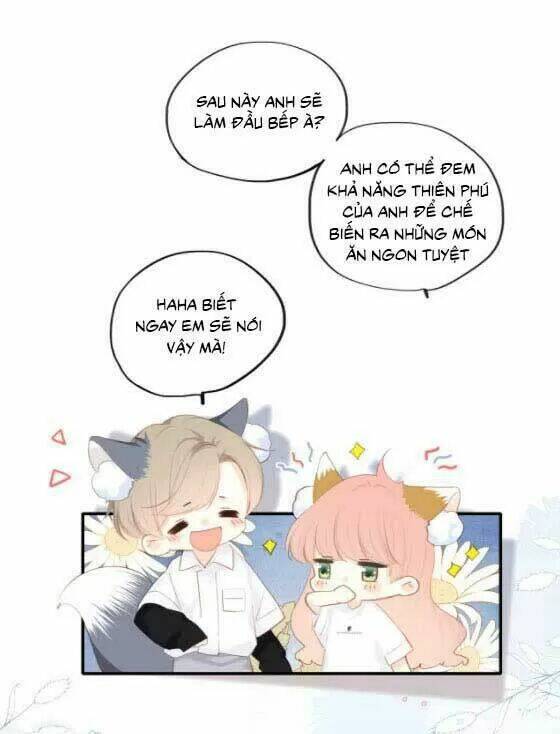 SAU NÀY ANH SẼ
LÀM ĐẦU BẾP À?
ANH CÓ THỂ ĐEM
KHẢ NĂNG THIÊN PHÚ
CỦA ANH ĐỂ CHẾ
BIẾN RA NHỮNG MÓN
ĂN NGON TUYỆT
HAHA BIẾT
NGAY EM SẼ NÓI
VẬY MÀ!